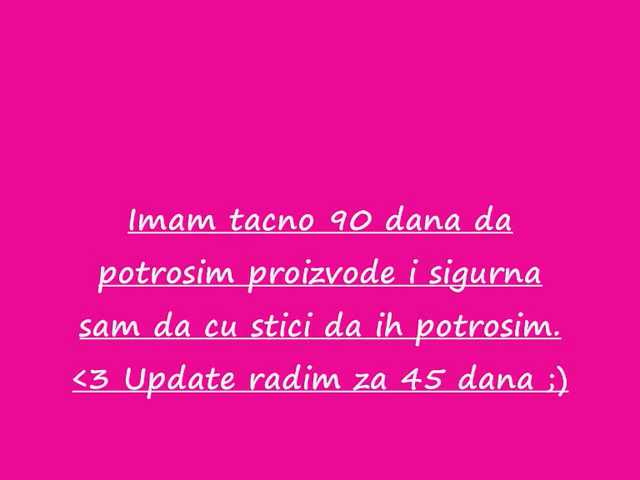 Imam tacno 90 dana da
potrosim proizvode i sigurna
sam da cu stici da ih potrosim.
<3 Update radim za 45 dana ;)